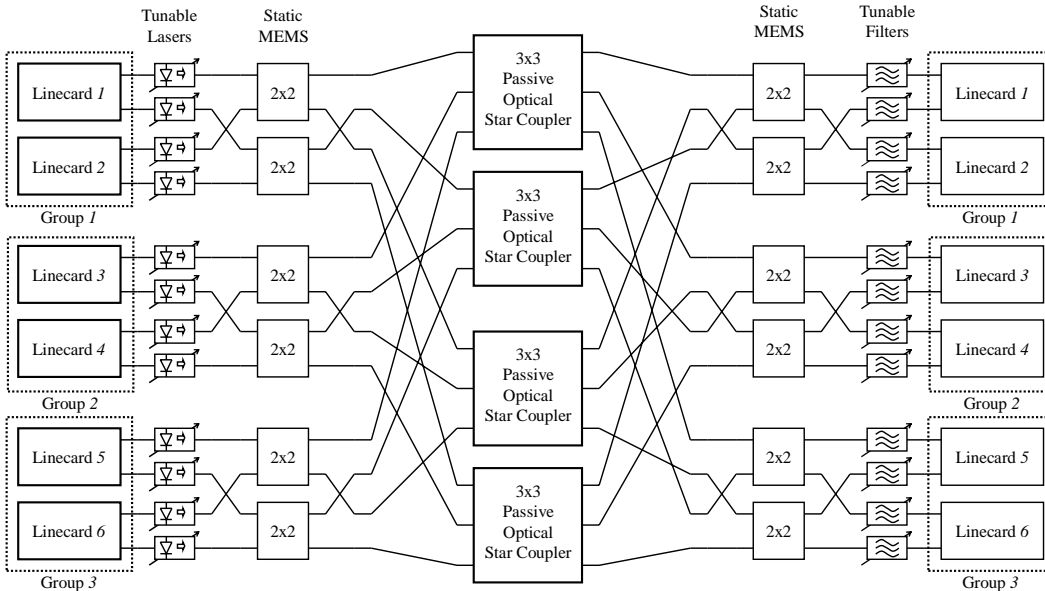 Tunable
Lasers
Static
MEMS
Static
MEMS
Tunable
Filters
Linecard 1
2x2
3x3
Passive
Optical
Star Coupler
2x2
Linecard 1
Linecard 2
2x2
2x2
Linecard 2
Group 1
3x3
Passive
Optical
Star Coupler
Group 1
Linecard 3
2x2
2x2
Linecard 3
Linecard 4
2x2
3x3
Passive
Optical
Star Coupler
2x2
Linecard 4
Group 2
Group 2
Linecard 5
2x2
2x2
Linecard 5
Linecard 6
2x2
3x3
Passive
Optical
Star Coupler
2x2
Linecard 6
Group 3
Group 3